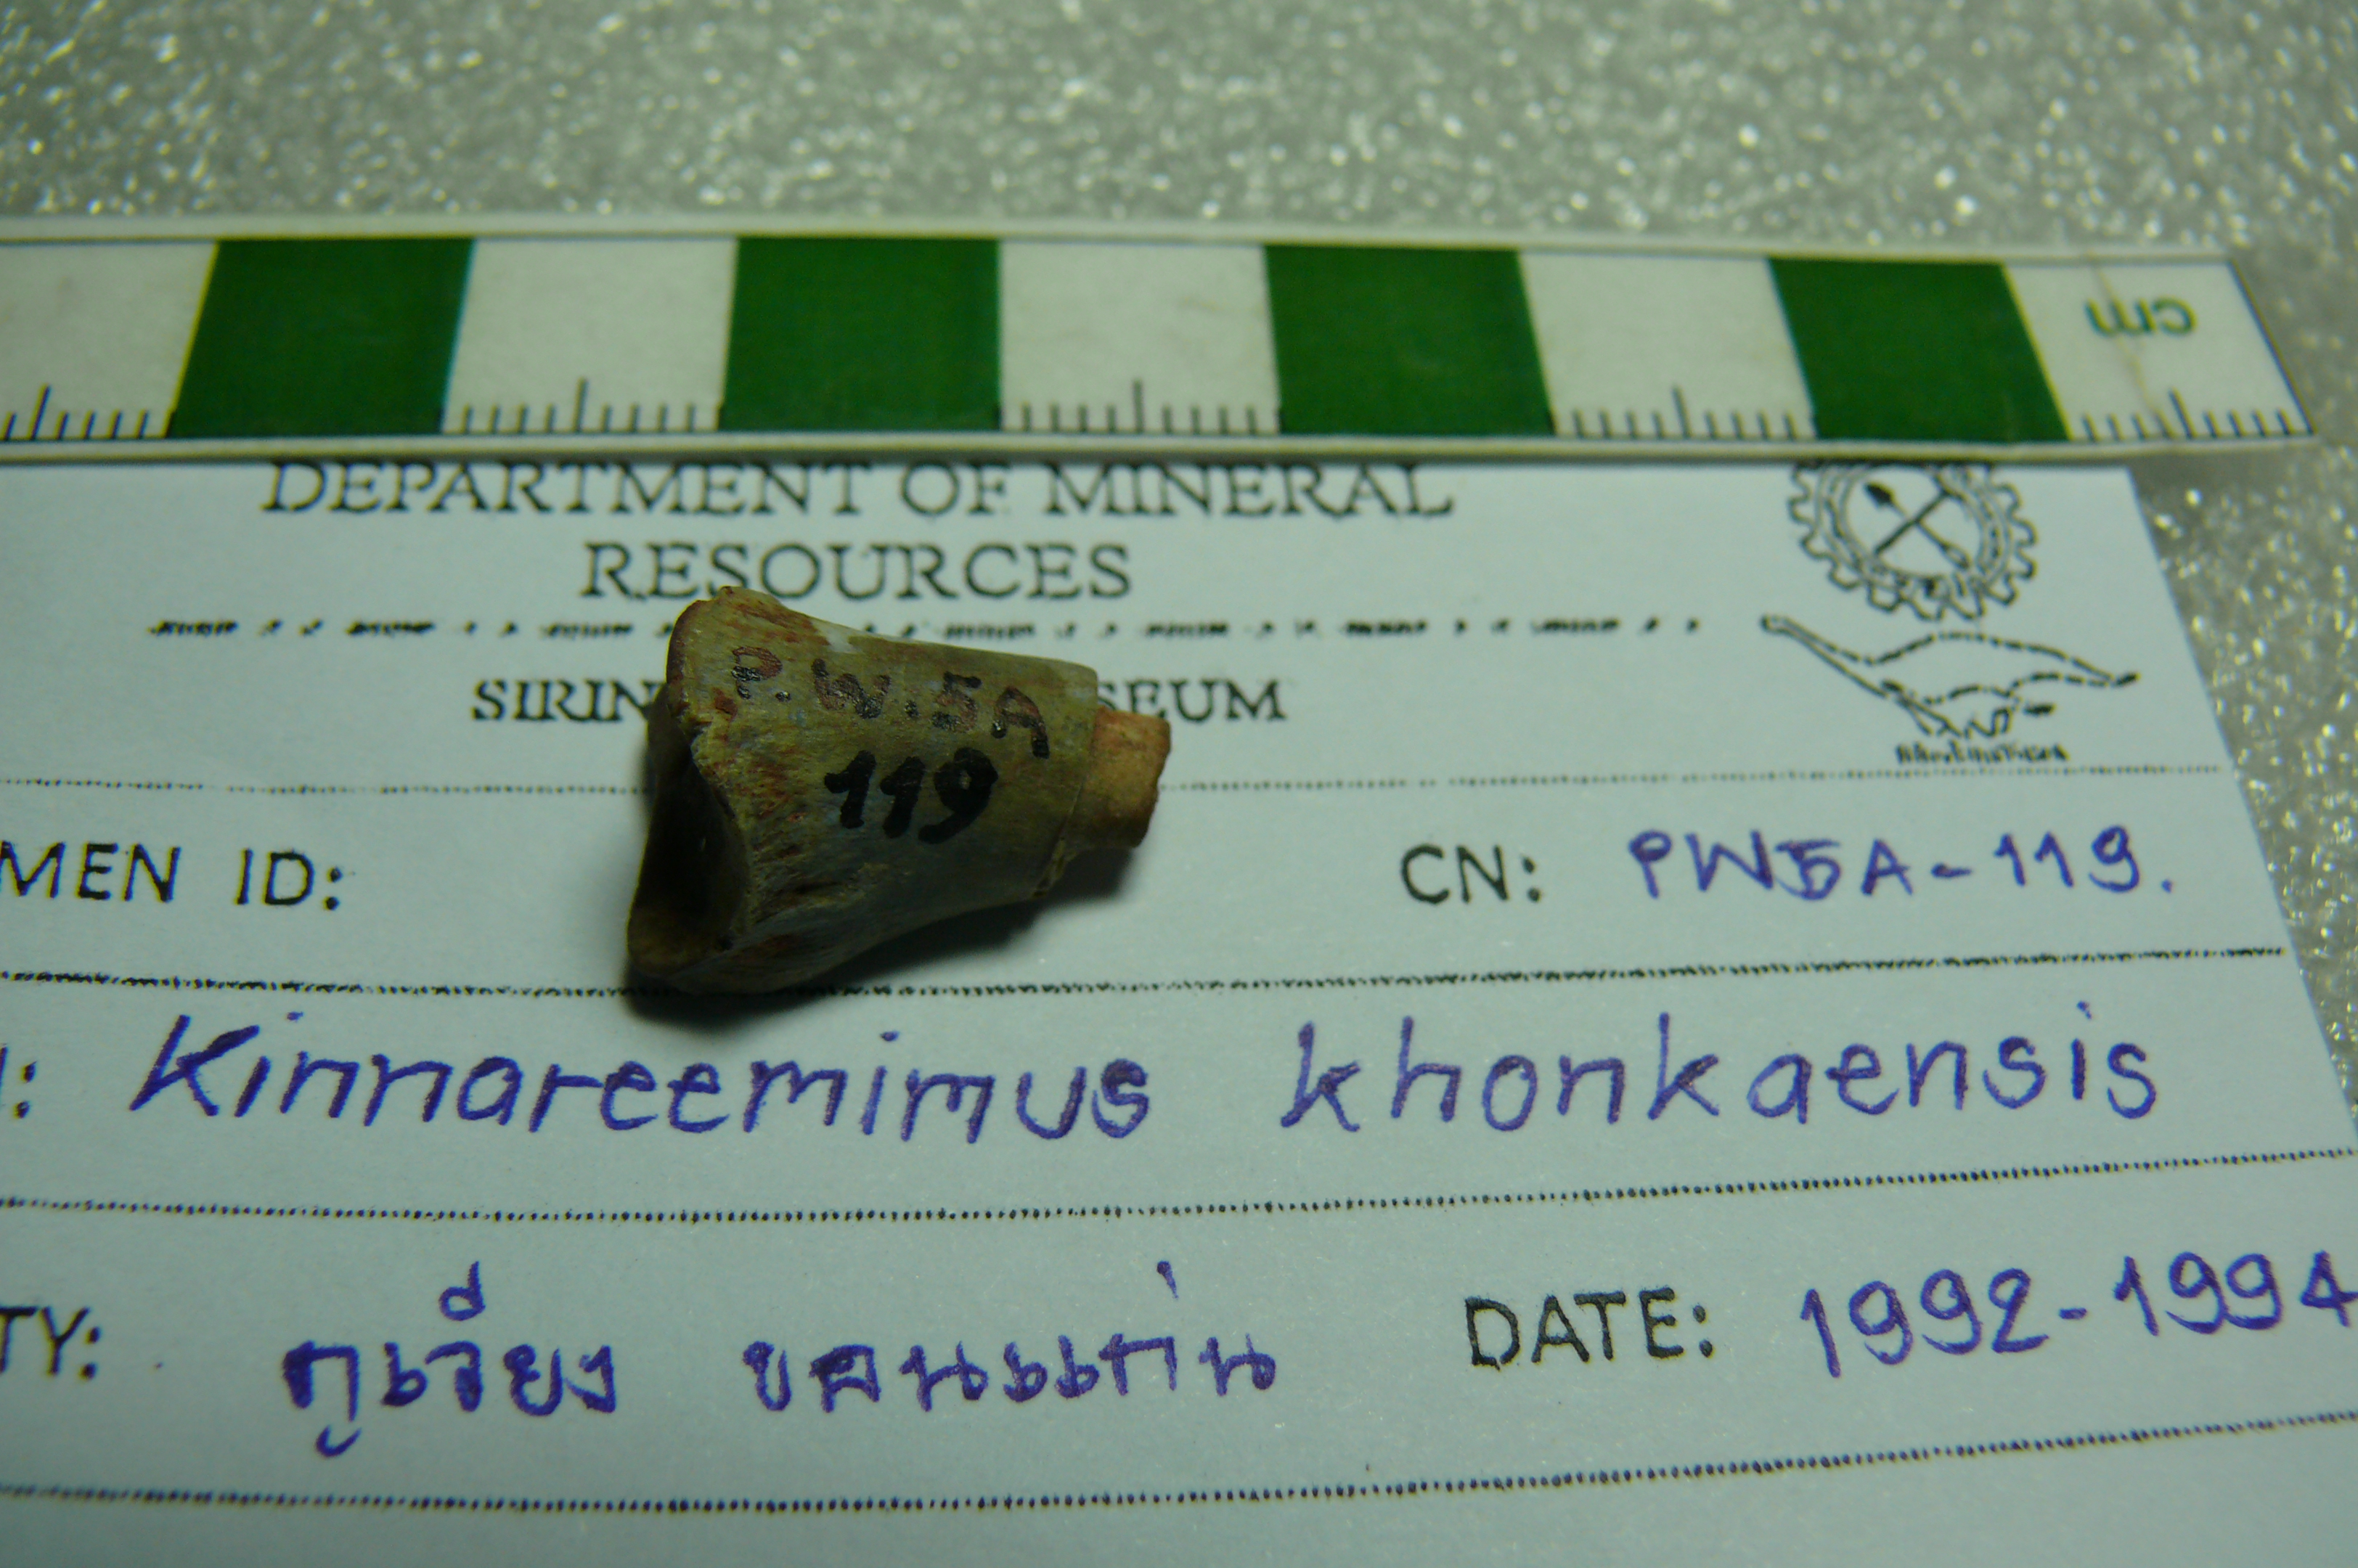 cm
DEPARTMENT OF MINERAL
RESOURCES
P.W.5A
119
MEN ID:
CN: PW5A-119.
Kinnareemimus khonkaensis
TY: ภูเวียง ขอนแก่น
DATE: 1992-1994